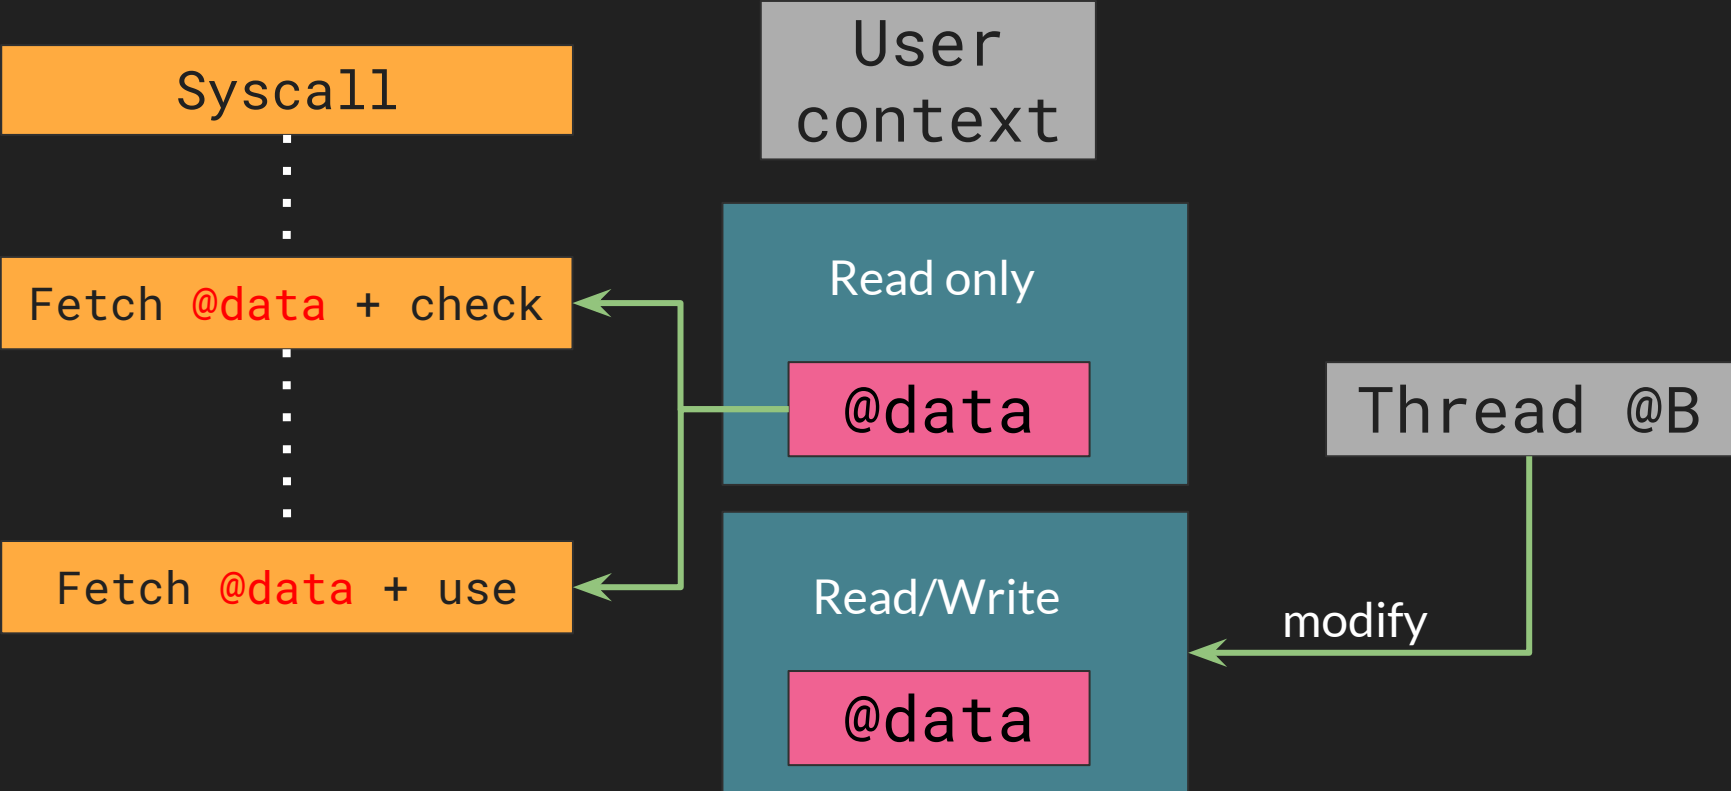 Syscall
User
context
Fetch @data + check
Read only
@data
Thread @B
Fetch @data + use
Read/Write
modify
@data